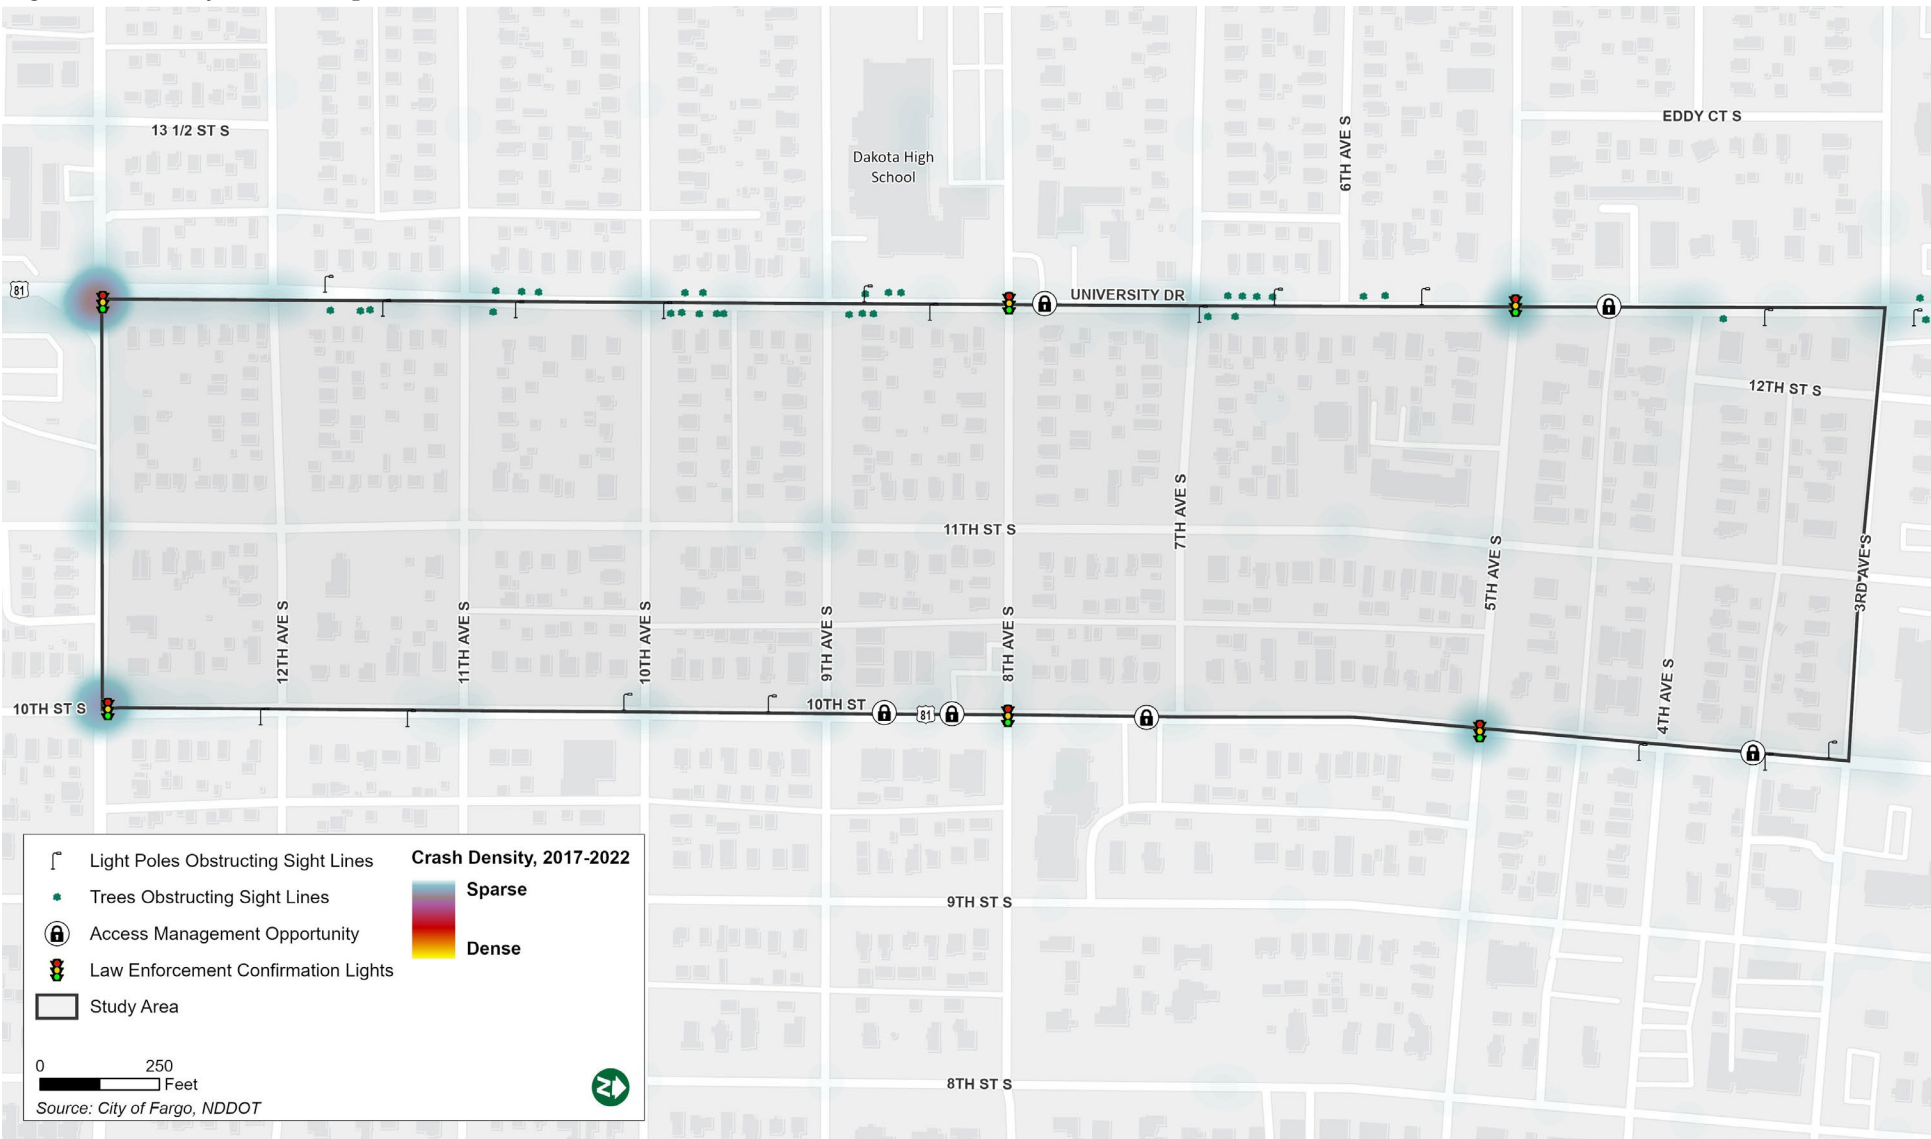 13 1/2 ST S
EDDY CT S
6TH AVE S
Dakota High
School
81
UNIVERSITY DR
12TH ST S
7TH AVE S
11TH ST S
5TH AVE S
3RD AVE S
12TH AVE S
11TH AVE S
10TH AVE S
9TH AVE S
8TH AVE S
4TH AVE S
10TH ST S
10TH ST
81
9TH ST S
8TH ST S
Light Poles Obstructing Sight Lines
Trees Obstructing Sight Lines
Access Management Opportunity
Law Enforcement Confirmation Lights
Study Area
Crash Density, 2017-2022
Sparse
Dense
0 250
Feet
Source: City of Fargo, NDDOT
N